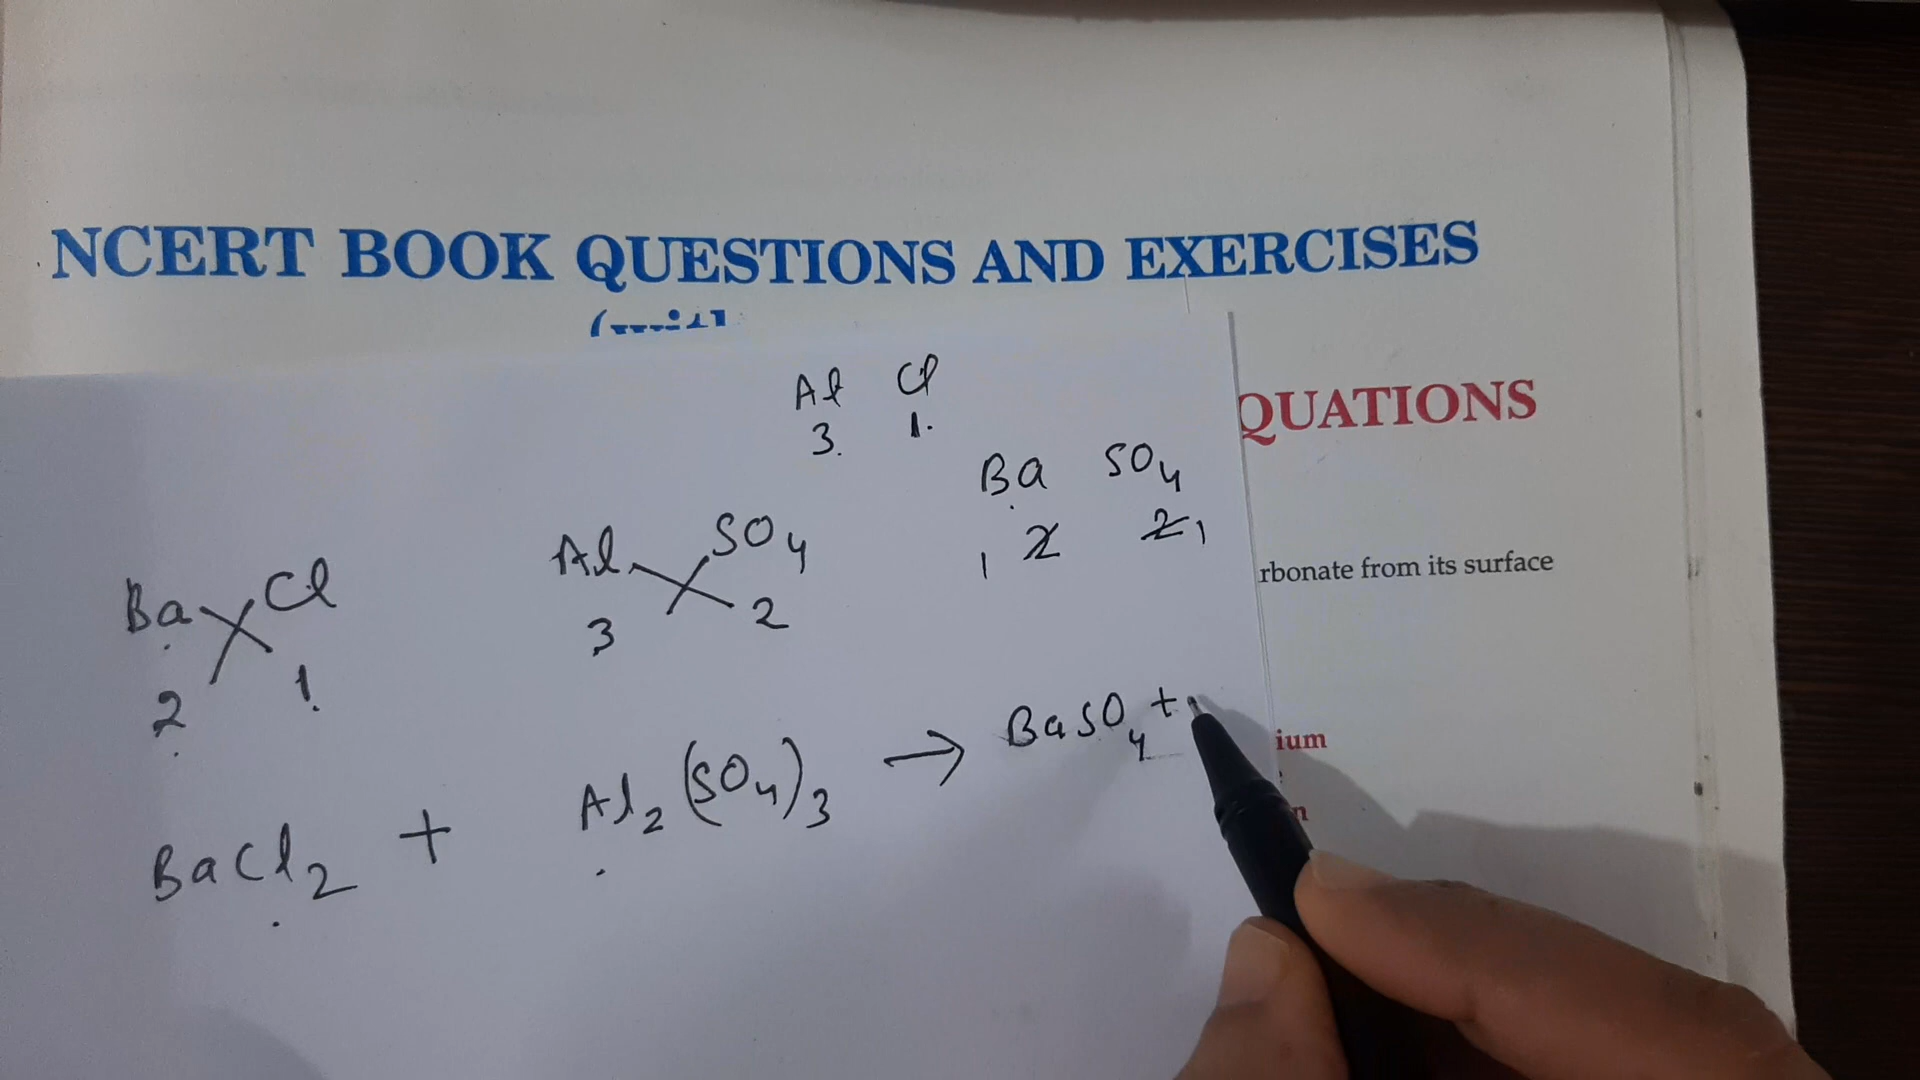 NCERT BOOK QUESTIONS AND EXERCISES
Al Cl
3. 1.
QUATIONS
Ba SO4
1 2 2 1
rbonate from its surface
Ba Cl
2 1
Al SO4
3 2
ium
n
BaCl2 + Al2(SO4)3 → BaSO4 +